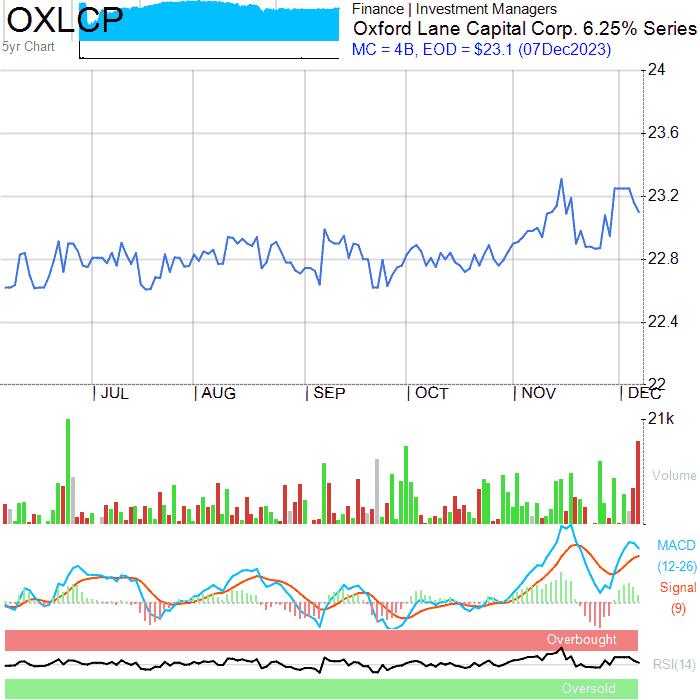 OXLCP
5yr Chart
Finance | Investment Managers
Oxford Lane Capital Corp. 6.25% Series
MC = 4B, EOD = $23.1 (07Dec2023)
24
23.6
23.2
22.8
22.4
22
JUL AUG SEP OCT NOV DEC
21k
Volume
MACD
(12-26)
Signal
(9)
Overbought
RSI(14)
Oversold